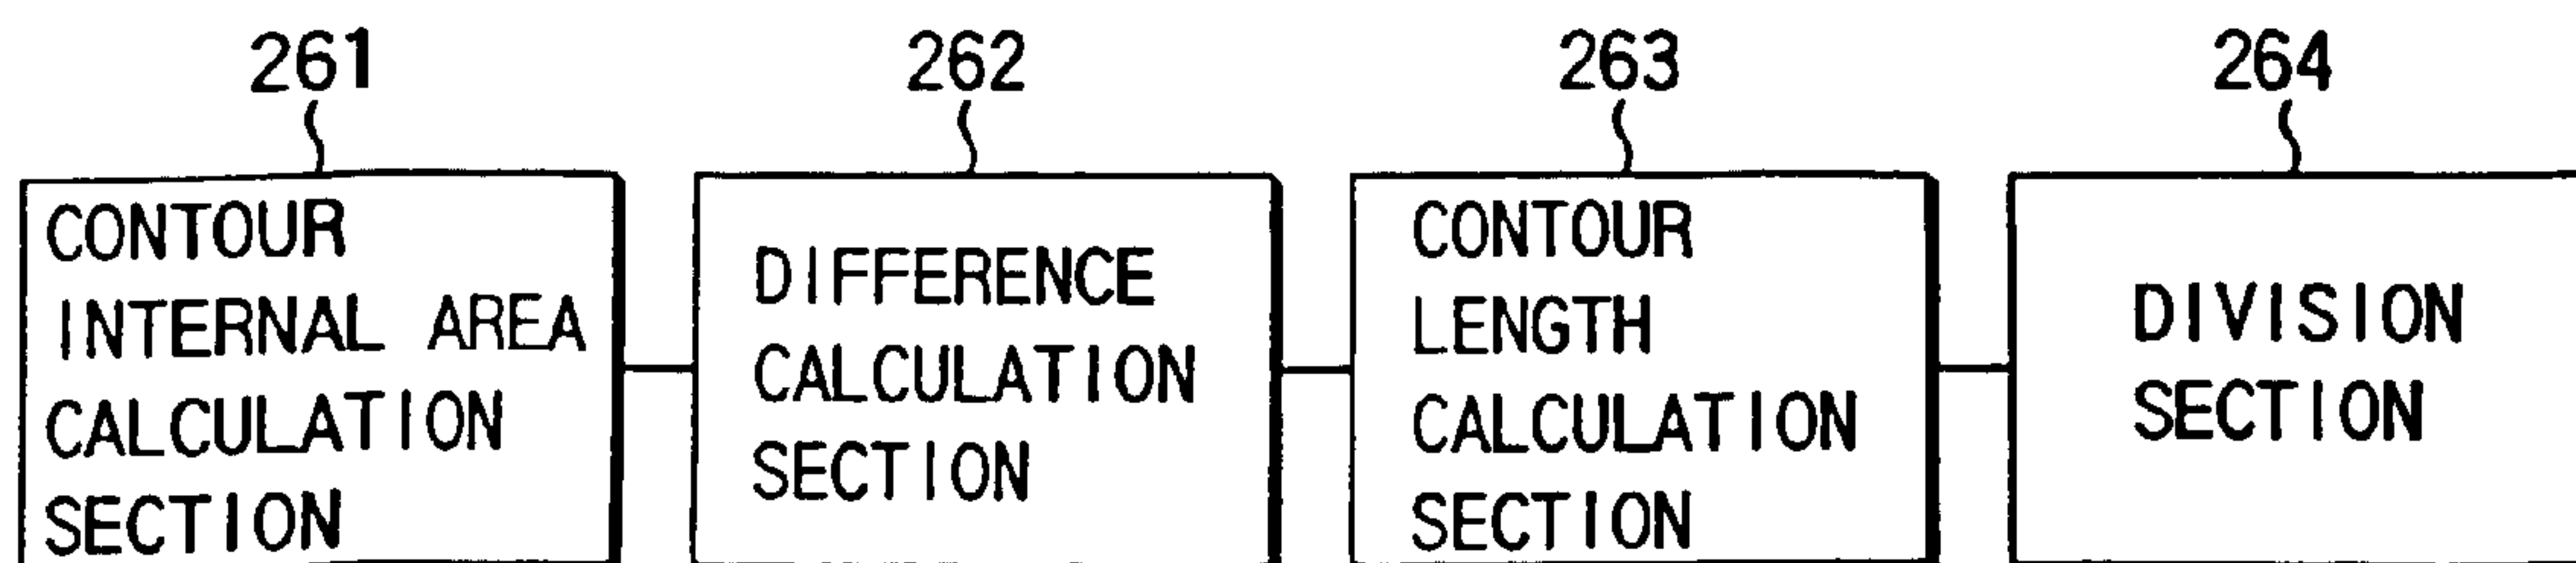 261
262
263
264
CONTOUR
INTERNAL AREA
CALCULATION
SECTION
DIFFERENCE
CALCULATION
SECTION
CONTOUR
LENGTH
CALCULATION
SECTION
DIVISION
SECTION